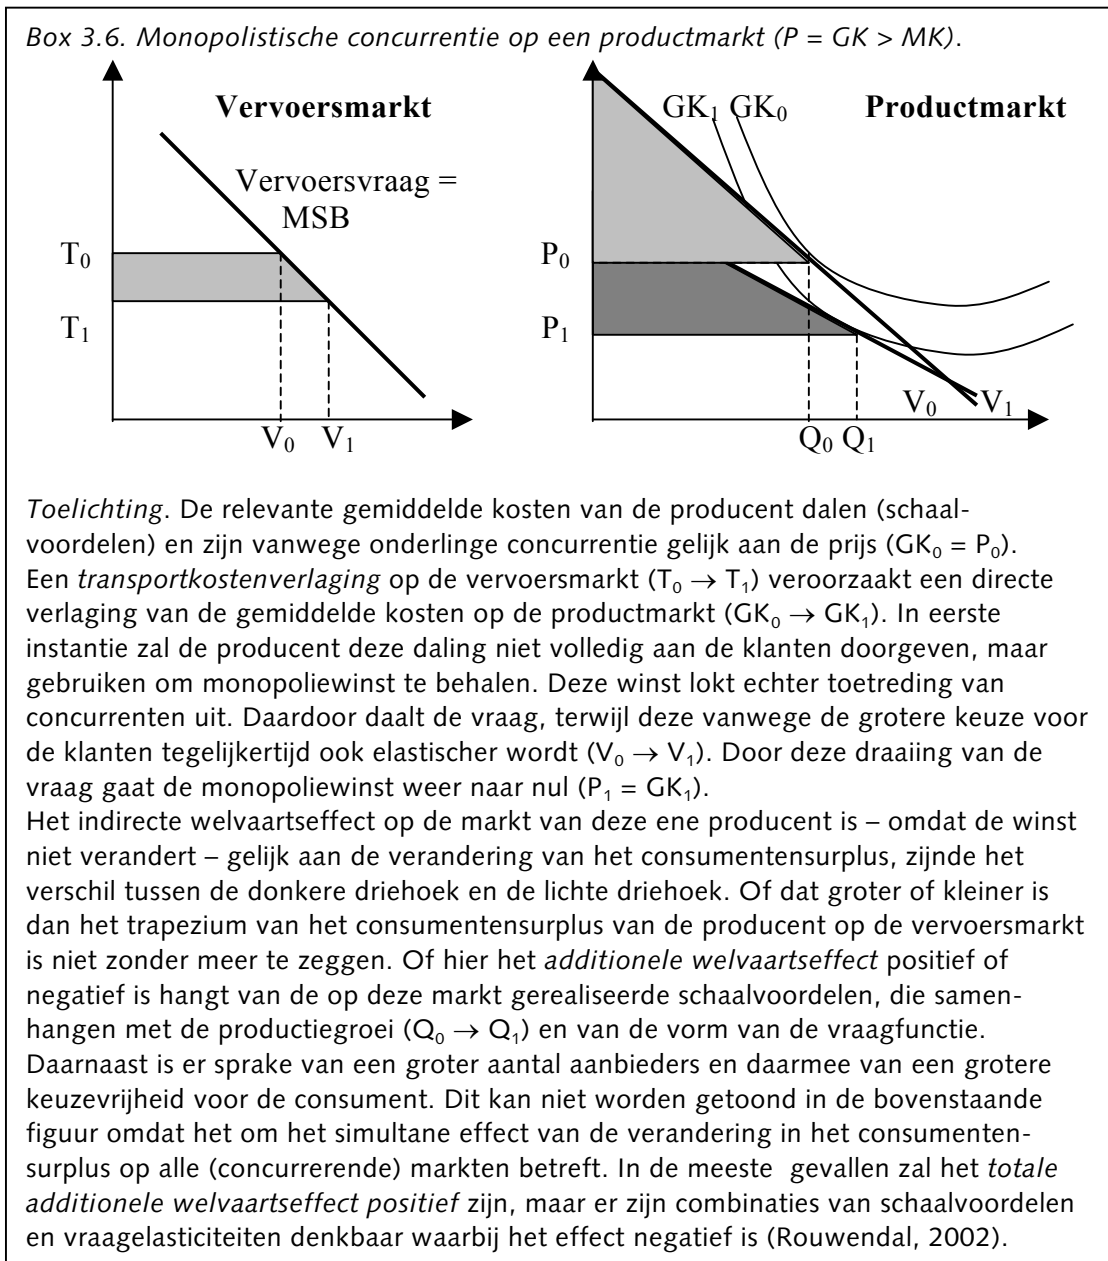 Box 3.6. Monopolistische concurrentie op een productmarkt (P = GK > MK).
Vervoersmarkt
Vervoersvraag =
MSB
T₀
T₁
V₀ V₁
GK₁ GK₀ Productmarkt
P₀
P₁
V₀ V₁
Q₀ Q₁
Toelichting. De relevante gemiddelde kosten van de producent dalen (schaal-
voordelen) en zijn vanwege onderlinge concurrentie gelijk aan de prijs (GK₀ = P₀).
Een transportkostenverlaging op de vervoersmarkt (T₀ → T₁) veroorzaakt een directe
verlaging van de gemiddelde kosten op de productmarkt (GK₀ → GK₁). In eerste
instantie zal de producent deze daling niet volledig aan de klanten doorgeven, maar
gebruiken om monopoliewinst te behalen. Deze winst lokt echter toetreding van
concurrenten uit. Daardoor daalt de vraag, terwijl deze vanwege de grotere keuze voor
de klanten tegelijkertijd ook elastischer wordt (V₀ → V₁). Door deze draaiing van de
vraag gaat de monopoliewinst weer naar nul (P₁ = GK₁).
Het indirecte welvaartseffect op de markt van deze ene producent is – omdat de winst
niet verandert – gelijk aan de verandering van het consumentensurplus, zijnde het
verschil tussen de donkere driehoek en de lichte driehoek. Of dat groter of kleiner is
dan het trapezium van het consumentensurplus van de producent op de vervoersmarkt
is niet zonder meer te zeggen. Of hier het additionele welvaartseffect positief of
negatief is hangt van de op deze markt gerealiseerde schaalvoordelen, die samen-
hangen met de productiegroei (Q₀ → Q₁) en van de vorm van de vraagfunctie.
Daarnaast is er sprake van een groter aantal aanbieders en daarmee van een grotere
keuzevrijheid voor de consument. Dit kan niet worden getoond in de bovenstaande
figuur omdat het om het simultane effect van de verandering in het consumenten-
surplus op alle (concurrerende) markten betreft. In de meeste gevallen zal het totale
additionele welvaartseffect positief zijn, maar er zijn combinaties van schaalvoordelen
en vraagelasticiteiten denkbaar waarbij het effect negatief is (Rouwendal, 2002).